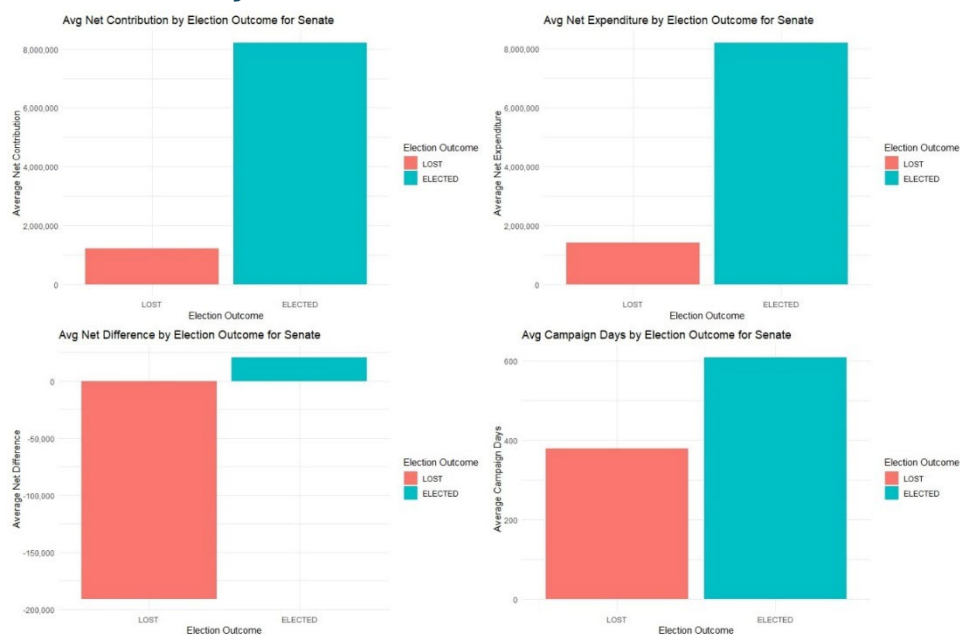 Avg Net Contribution by Election Outcome for Senate
8,000,000
6,000,000
4,000,000
2,000,000
0
Average Net Contribution
LOST
ELECTED
Election Outcome
Election Outcome
LOST
ELECTED
Avg Net Expenditure by Election Outcome for Senate
8,000,000
6,000,000
4,000,000
2,000,000
0
Average Net Expenditure
LOST
ELECTED
Election Outcome
Election Outcome
LOST
ELECTED
Avg Net Difference by Election Outcome for Senate
0
-50,000
-100,000
-150,000
-200,000
Average Net Difference
LOST
ELECTED
Election Outcome
Election Outcome
LOST
ELECTED
Avg Campaign Days by Election Outcome for Senate
600
400
200
0
Average Campaign Days
LOST
ELECTED
Election Outcome
Election Outcome
LOST
ELECTED